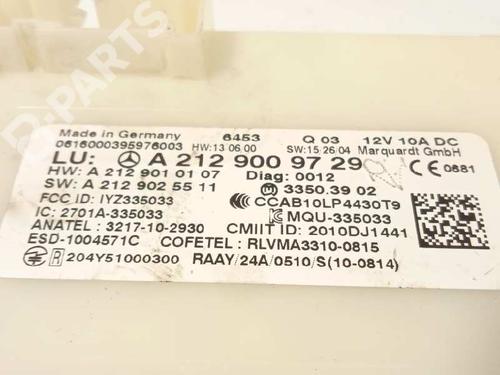 B-PARTS
Made in Germany 6453 Q 03 12V 10A DC
0616000395976003 HW:13 06.00 SW:15/26/04 Marquardt GmbH
LU: A 212 900 97 29
HW: A 212 901 01 07 Diag: 0012 CE 0681
SW: A 212 902 55 11 3350.3902
FCC ID: IYZ335033 CCAB10LP4430T9
IC: 2701A-335033 MQU-335033
ANATEL: 3217-10-2930 CMIIT ID: 2010DJ1441
ESD-1004571C COFETEL: RLVMA3310-0815
R 204Y51000300 RAAY/24A/0510/S(10-0814)